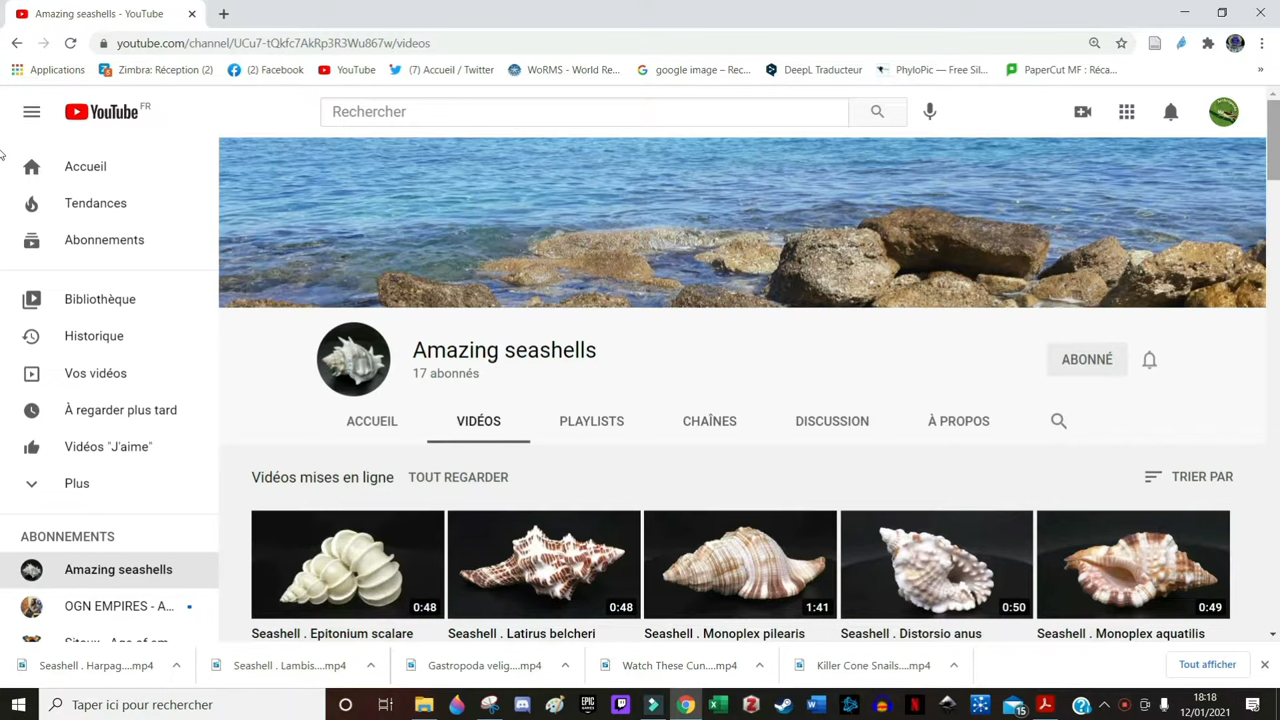 Amazing seashells - YouTube
youtube.com/channel/UCu7-tQkfc7AkRp3R3Wu867w/videos
Applications Zimbra: Réception (2) (2) Facebook YouTube (7) Accueil / Twitter WoRMS - World Re... google image – Rec... DeepL Traducteur PhyloPic — Free Sil... PaperCut MF : Réca...
YouTube FR
Rechercher
Accueil
Tendances
Abonnements
Bibliothèque
Historique
Vos vidéos
À regarder plus tard
Vidéos "J'aime"
Plus
ABONNEMENTS
Amazing seashells
OGN EMPIRES - A...
Amazing seashells
17 abonnés
ABONNÉ
ACCUEIL VIDÉOS PLAYLISTS CHAÎNES DISCUSSION À PROPOS
Vidéos mises en ligne TOUT REGARDER TRIER PAR
0:48 0:48 1:41 0:50 0:49
Seashell . Epitonium scalare Seashell . Latirus belcheri Seashell . Monoplex pilearis Seashell . Distorsio anus Seashell . Monoplex aquatilis
Seashell . Harpag....mp4 Seashell . Lambis....mp4 Gastropoda velig....mp4 Watch These Cun....mp4 Killer Cone Snails....mp4 Tout afficher
Taper ici pour rechercher
EPIC GAMES
15
18:18
12/01/2021